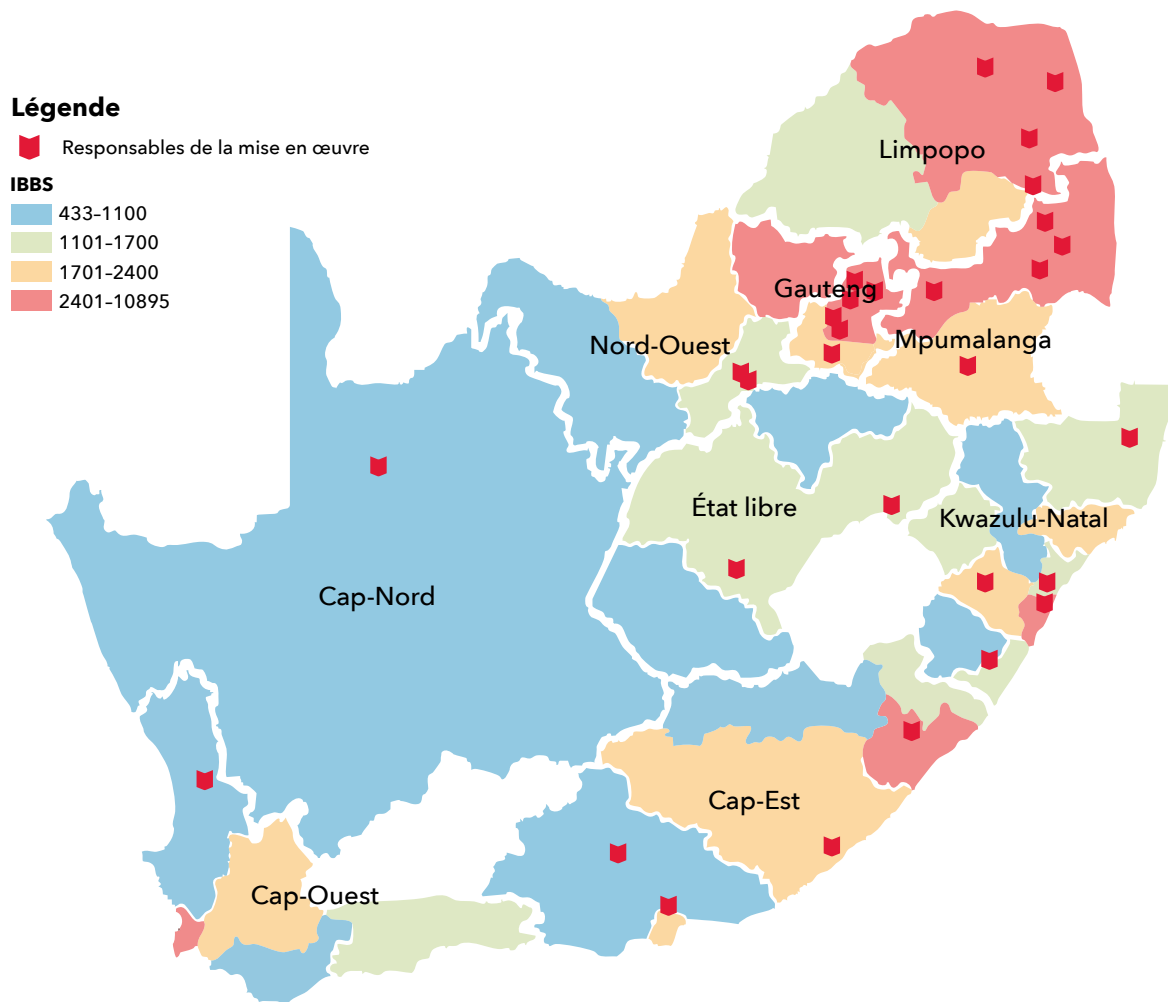 Légende
Responsables de la mise en œuvre
IBBS
433–1100
1101–1700
1701–2400
2401–10895
Limpopo
Gauteng
Nord-Ouest
Mpumalanga
État libre
Kwazulu-Natal
Cap-Nord
Cap-Est
Cap-Ouest